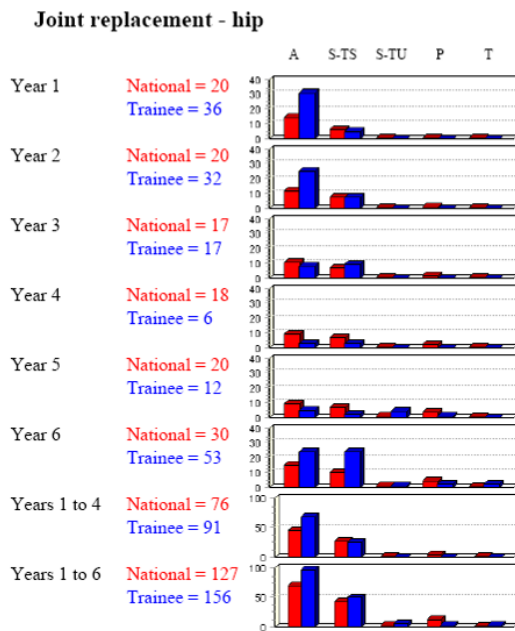 Joint replacement - hip
A S-TS S-TU P T
Year 1 National = 20
Trainee = 36
40
30
20
10
0
Year 2 National = 20
Trainee = 32
40
30
20
10
0
Year 3 National = 17
Trainee = 17
40
30
20
10
0
Year 4 National = 18
Trainee = 6
40
30
20
10
0
Year 5 National = 20
Trainee = 12
40
30
20
10
0
Year 6 National = 30
Trainee = 53
40
30
20
10
0
Years 1 to 4 National = 76
Trainee = 91
100
50
0
Years 1 to 6 National = 127
Trainee = 156
100
50
0